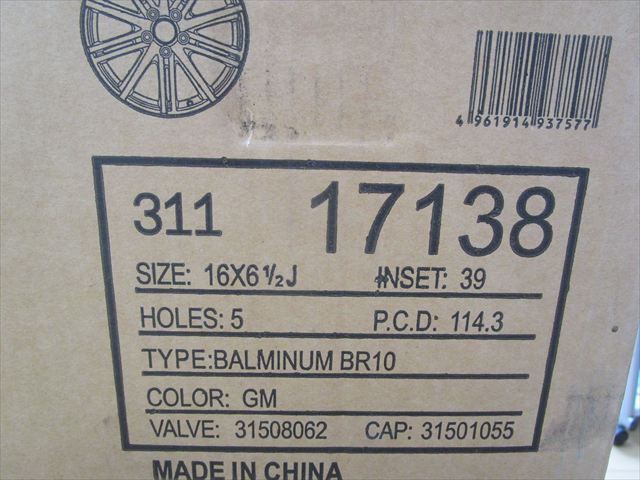 4 961914 937577
311 17138
SIZE: 16X6 ½J INSET: 39
HOLES: 5 P.C.D: 114.3
TYPE:BALMINUM BR10
COLOR: GM
VALVE: 31508062 CAP: 31501055
MADE IN CHINA